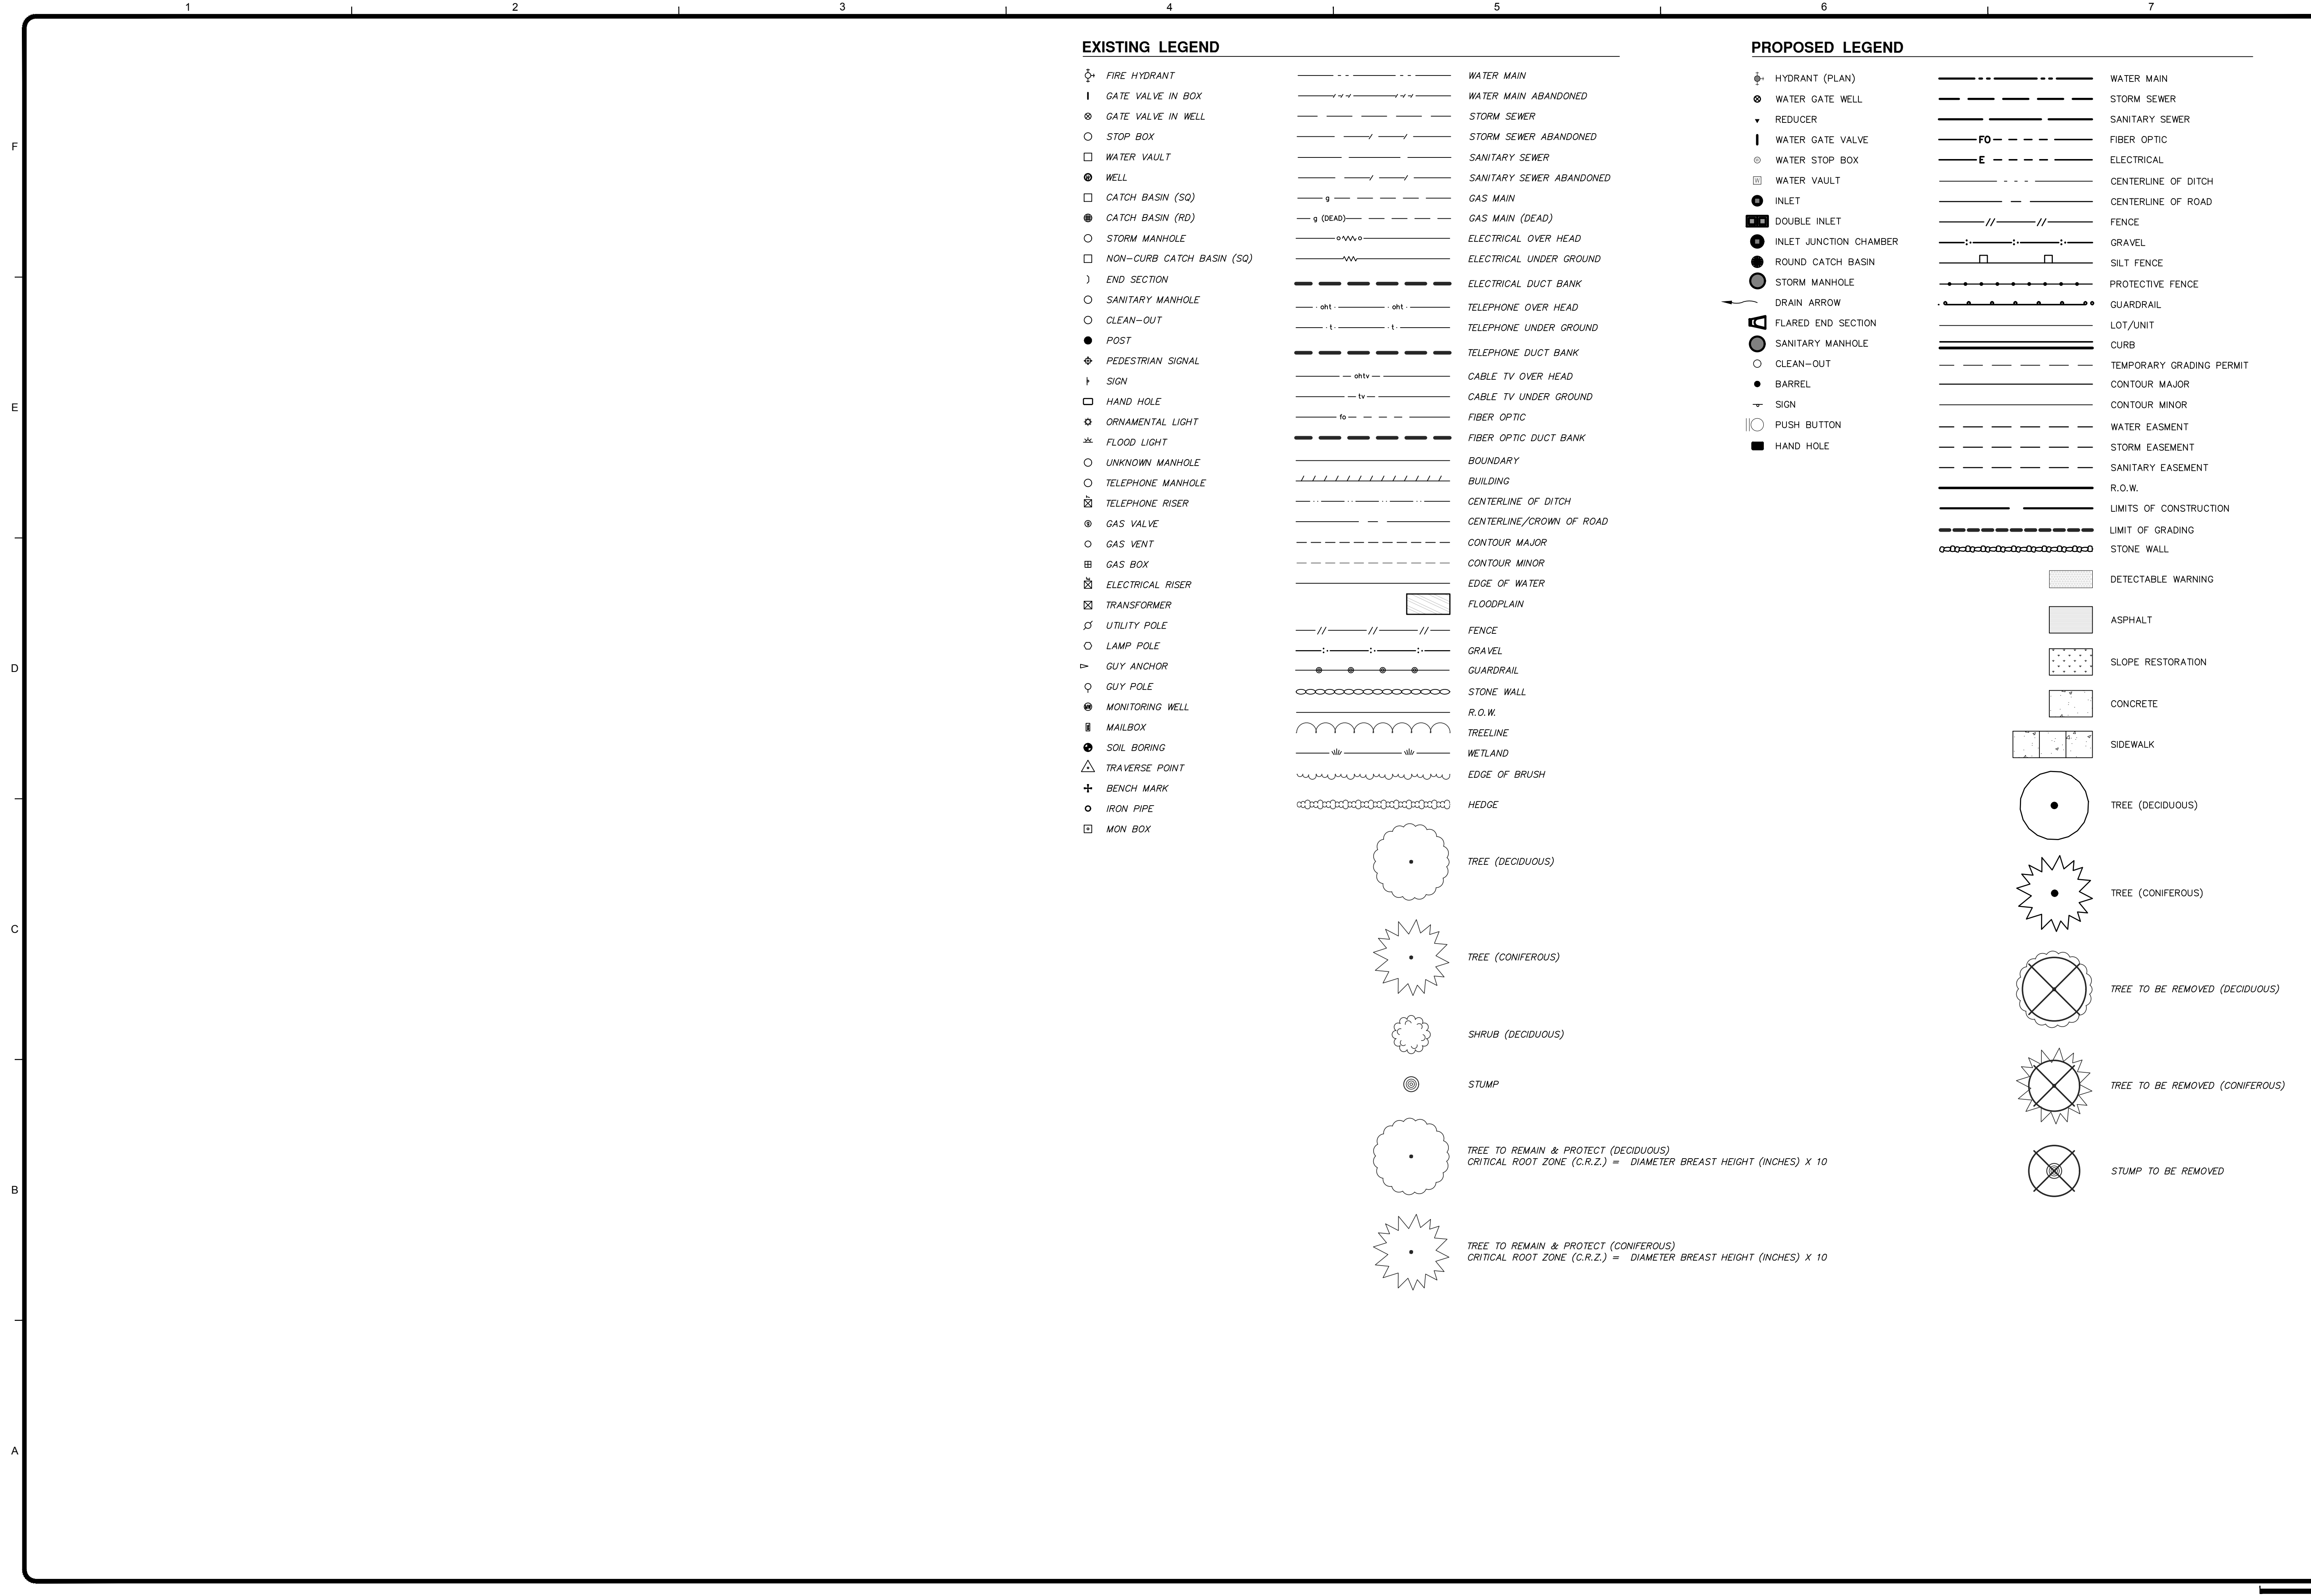 1 2 3 4 5 6 7
F
E
D
C
B
A
EXISTING LEGEND
FIRE HYDRANT
GATE VALVE IN BOX
GATE VALVE IN WELL
STOP BOX
WATER VAULT
WELL
CATCH BASIN (SQ)
CATCH BASIN (RD)
STORM MANHOLE
NON-CURB CATCH BASIN (SQ)
END SECTION
SANITARY MANHOLE
CLEAN-OUT
POST
PEDESTRIAN SIGNAL
SIGN
HAND HOLE
ORNAMENTAL LIGHT
FLOOD LIGHT
UNKNOWN MANHOLE
TELEPHONE MANHOLE
TELEPHONE RISER
GAS VALVE
GAS VENT
GAS BOX
ELECTRICAL RISER
TRANSFORMER
UTILITY POLE
LAMP POLE
GUY ANCHOR
GUY POLE
MONITORING WELL
MAILBOX
SOIL BORING
TRAVERSE POINT
BENCH MARK
IRON PIPE
MON BOX
WATER MAIN
WATER MAIN ABANDONED
STORM SEWER
STORM SEWER ABANDONED
SANITARY SEWER
SANITARY SEWER ABANDONED
g GAS MAIN
g (DEAD) GAS MAIN (DEAD)
ELECTRICAL OVER HEAD
ELECTRICAL UNDER GROUND
ELECTRICAL DUCT BANK
oht oht TELEPHONE OVER HEAD
t t TELEPHONE UNDER GROUND
TELEPHONE DUCT BANK
ohtv CABLE TV OVER HEAD
tv CABLE TV UNDER GROUND
fo FIBER OPTIC
FIBER OPTIC DUCT BANK
BOUNDARY
BUILDING
CENTERLINE OF DITCH
CENTERLINE/CROWN OF ROAD
CONTOUR MAJOR
CONTOUR MINOR
EDGE OF WATER
FLOODPLAIN
FENCE
GRAVEL
GUARDRAIL
STONE WALL
R.O.W.
TREELINE
WETLAND
EDGE OF BRUSH
HEDGE
TREE (DECIDUOUS)
TREE (CONIFEROUS)
SHRUB (DECIDUOUS)
STUMP
TREE TO REMAIN & PROTECT (DECIDUOUS)
CRITICAL ROOT ZONE (C.R.Z.) = DIAMETER BREAST HEIGHT (INCHES) X 10
TREE TO REMAIN & PROTECT (CONIFEROUS)
CRITICAL ROOT ZONE (C.R.Z.) = DIAMETER BREAST HEIGHT (INCHES) X 10
PROPOSED LEGEND
HYDRANT (PLAN)
WATER GATE WELL
REDUCER
WATER GATE VALVE
WATER STOP BOX
W WATER VAULT
INLET
DOUBLE INLET
INLET JUNCTION CHAMBER
ROUND CATCH BASIN
STORM MANHOLE
DRAIN ARROW
FLARED END SECTION
SANITARY MANHOLE
CLEAN-OUT
BARREL
SIGN
PUSH BUTTON
HAND HOLE
WATER MAIN
STORM SEWER
SANITARY SEWER
FO FIBER OPTIC
E ELECTRICAL
CENTERLINE OF DITCH
CENTERLINE OF ROAD
FENCE
GRAVEL
SILT FENCE
PROTECTIVE FENCE
GUARDRAIL
LOT/UNIT
CURB
TEMPORARY GRADING PERMIT
CONTOUR MAJOR
CONTOUR MINOR
WATER EASMENT
STORM EASEMENT
SANITARY EASEMENT
R.O.W.
LIMITS OF CONSTRUCTION
LIMIT OF GRADING
STONE WALL
DETECTABLE WARNING
ASPHALT
SLOPE RESTORATION
CONCRETE
SIDEWALK
TREE (DECIDUOUS)
TREE (CONIFEROUS)
TREE TO BE REMOVED (DECIDUOUS)
TREE TO BE REMOVED (CONIFEROUS)
STUMP TO BE REMOVED